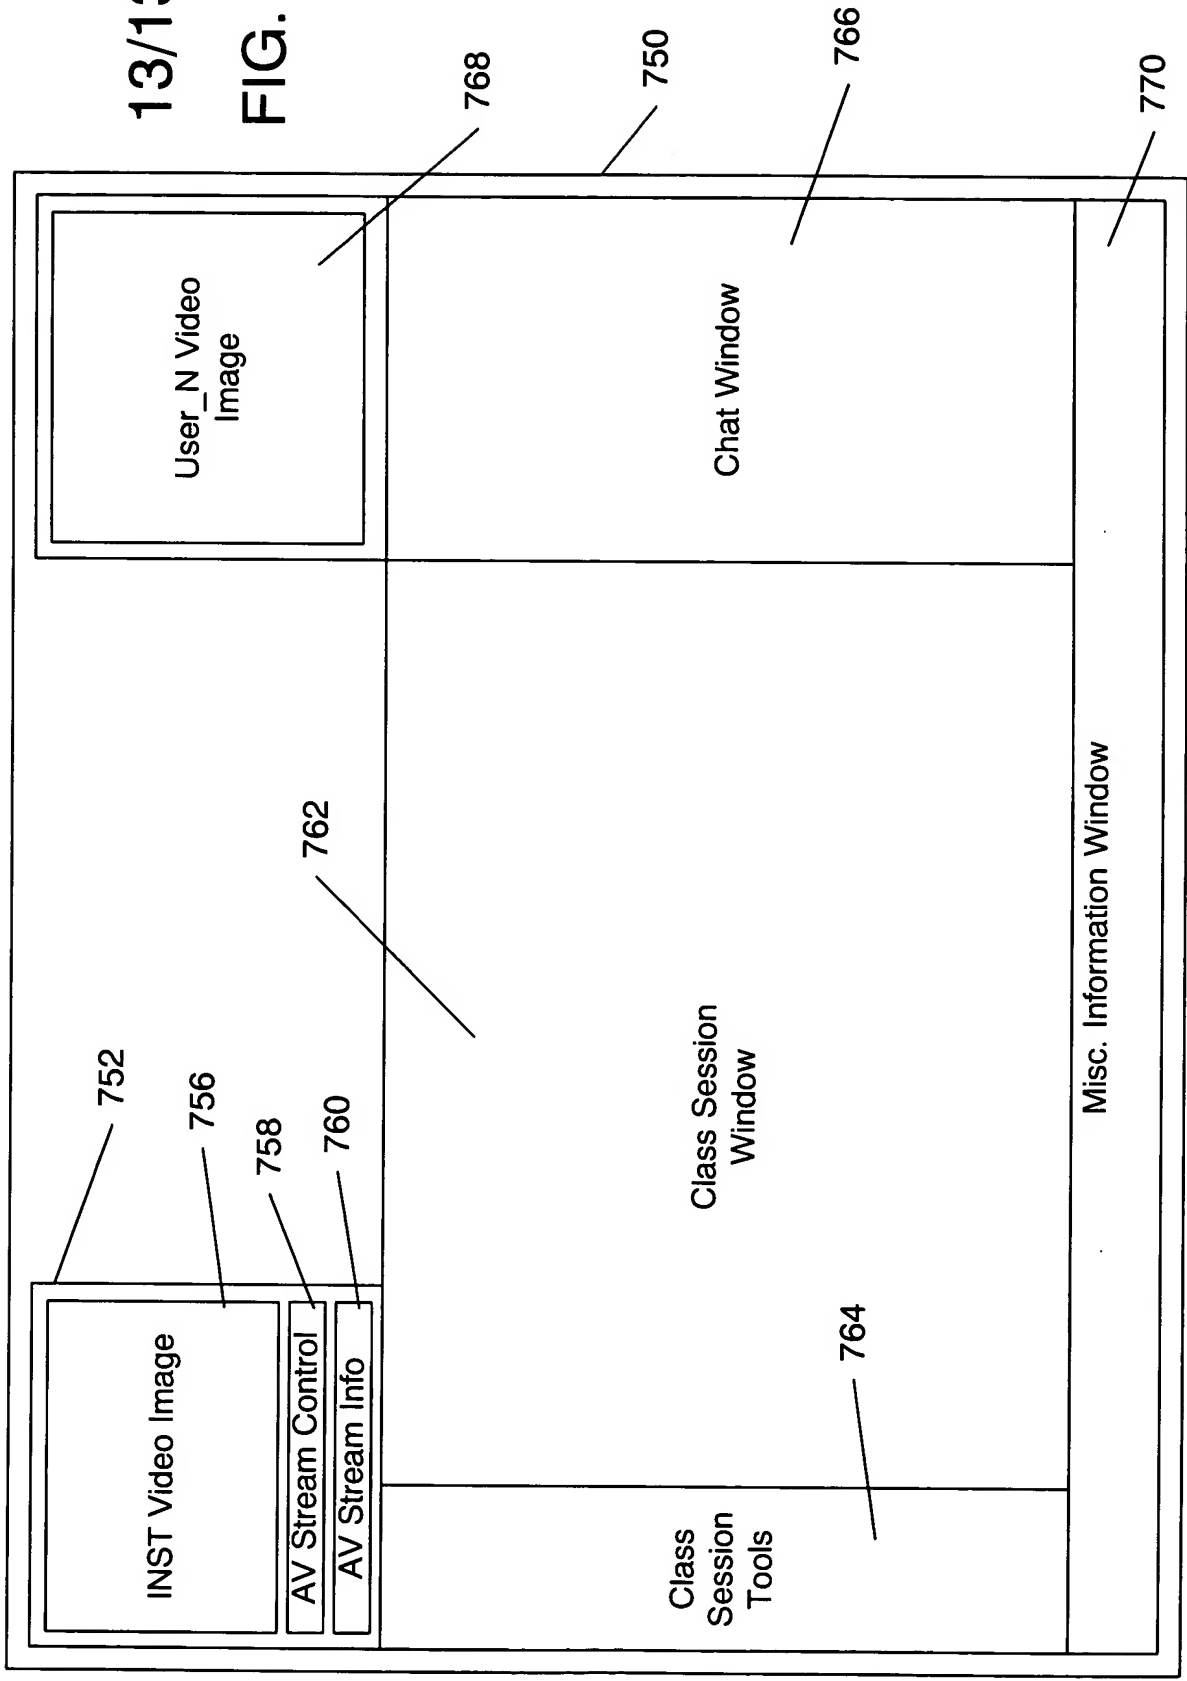 13/13
FIG.
752
756
758
760
762
768
750
766
770
764
INST Video Image
AV Stream Control
AV Stream Info
User_N Video
Image
Class
Session
Tools
Class Session
Window
Chat Window
Misc. Information Window